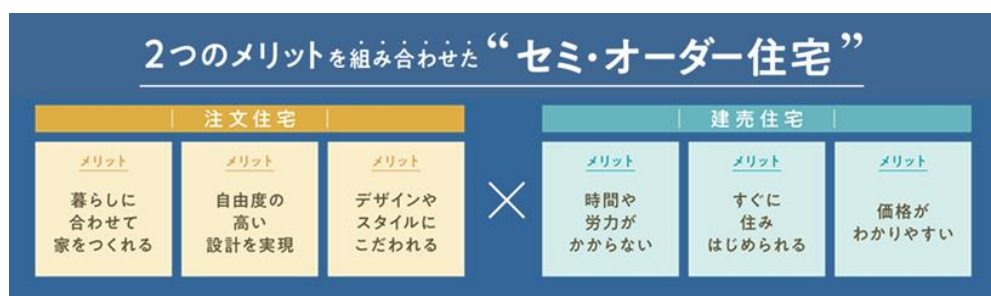 2つのメリットを組み合わせた“セミ・オーダー住宅”
注文住宅
メリット
暮らしに
合わせて
家をつくれる
メリット
自由度の
高い
設計を実現
メリット
デザインや
スタイルに
こだわれる
×
建売住宅
メリット
時間や
労力が
かからない
メリット
すぐに
住み
はじめられる
メリット
価格が
わかりやすい